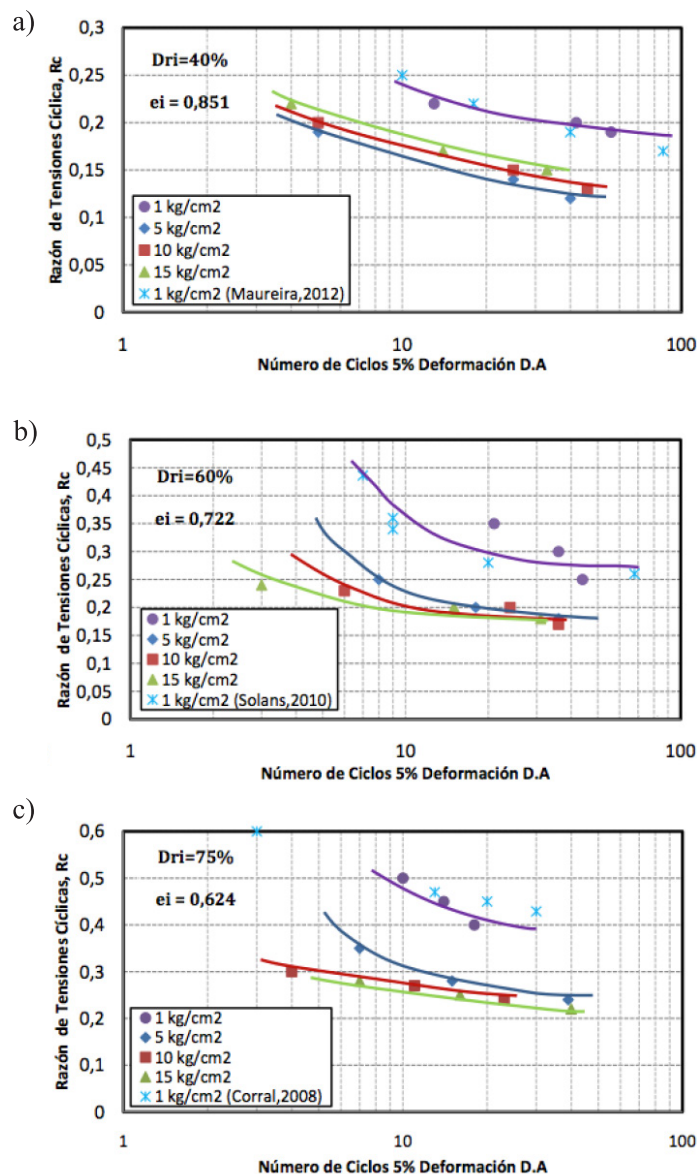 a)
0,3
0,25
0,2
0,15
0,1
0,05
0
Razón de Tensiones Cíclica, Rc
Dri=40%
ei = 0,851
1 kg/cm2
5 kg/cm2
10 kg/cm2
15 kg/cm2
1 kg/cm2 (Maureira,2012)
1
10
100
Número de Ciclos 5% Deformación D.A
b)
0,5
0,45
0,4
0,35
0,3
0,25
0,2
0,15
0,1
0,05
0
Razón de Tensiones Cíclicas, Rc
Dri=60%
ei = 0,722
1 kg/cm2
5 kg/cm2
10 kg/cm2
15 kg/cm2
1 kg/cm2 (Solans,2010)
1
10
100
Número de Ciclos 5% Deformación D.A
c)
0,6
0,5
0,4
0,3
0,2
0,1
0
Razón de Tensiones Cíclicas, Rc
Dri=75%
ei = 0,624
1 kg/cm2
5 kg/cm2
10 kg/cm2
15 kg/cm2
1 kg/cm2 (Corral,2008)
1
10
100
Número de Ciclos 5% Deformación D.A